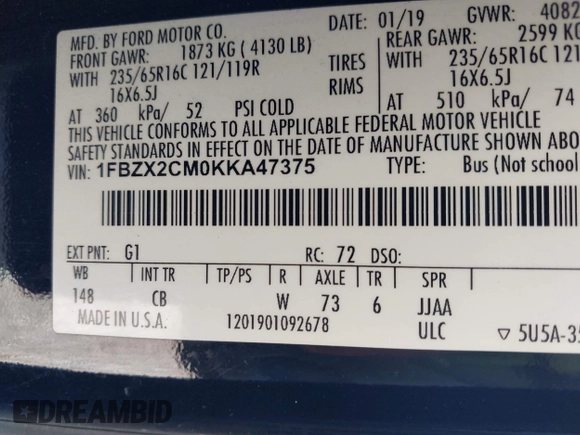 MFD. BY FORD MOTOR CO.
DATE: 01/19 GVWR: 4082
FRONT GAWR: 1873 KG ( 4130 LB)
REAR GAWR: 2599 KG
WITH 235/65R16C 121/119R TIRES WITH 235/65R16C 121
16X6.5J RIMS 16X6.5J
AT 360 kPa/ 52 PSI COLD AT 510 kPa/ 74
THIS VEHICLE CONFORMS TO ALL APPLICABLE FEDERAL MOTOR VEHICLE
SAFETY STANDARDS IN EFFECT ON THE DATE OF MANUFACTURE SHOWN ABO
VIN: 1FBZX2CM0KKA47375 TYPE: Bus (Not school
EXT PNT: G1 RC: 72 DSO:
WB INT TR TP/PS R AXLE TR SPR
148 CB W 73 6 JJAA
MADE IN U.S.A. 1201901092678 ULC ▽ 5U5A-35
DREAMBID